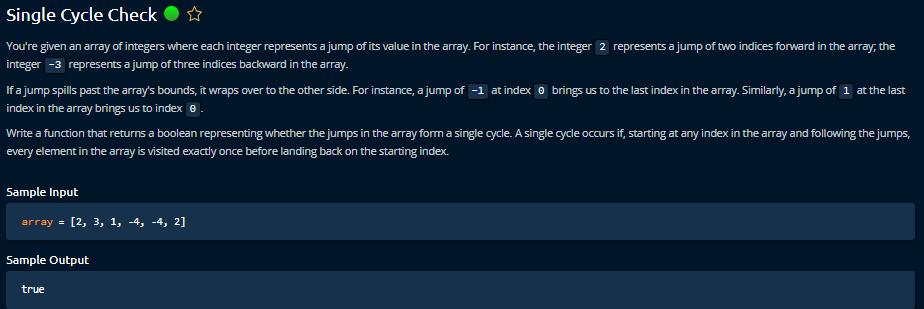 Single Cycle Check
You're given an array of integers where each integer represents a jump of its value in the array. For instance, the integer 2 represents a jump of two indices forward in the array; the
integer -3 represents a jump of three indices backward in the array.
If a jump spills past the array's bounds, it wraps over to the other side. For instance, a jump of -1 at index 0 brings us to the last index in the array. Similarly, a jump of 1 at the last
index in the array brings us to index 0.
Write a function that returns a boolean representing whether the jumps in the array form a single cycle. A single cycle occurs if, starting at any index in the array and following the jumps,
every element in the array is visited exactly once before landing back on the starting index.
Sample Input
array = [2, 3, 1, -4, -4, 2]
Sample Output
true